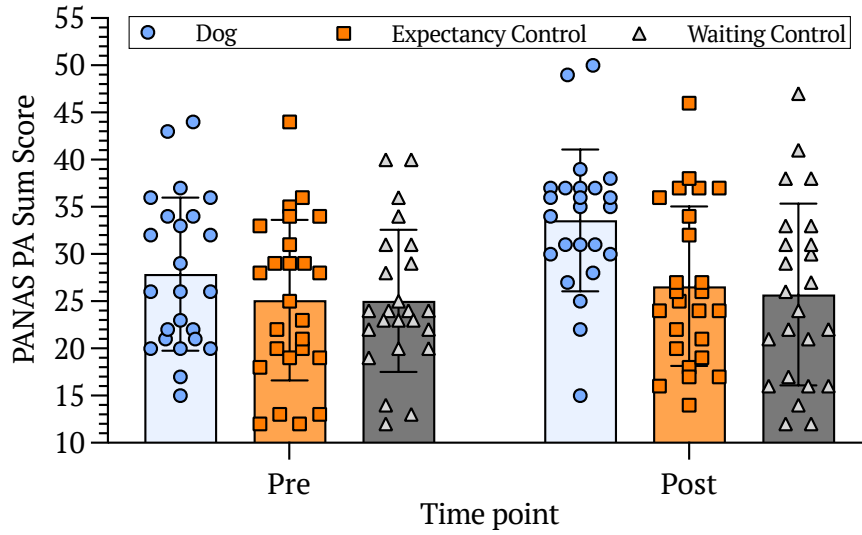 Dog Expectancy Control Waiting Control
PANAS PA Sum Score
55
50
45
40
35
30
25
20
15
10
Pre Post
Time point